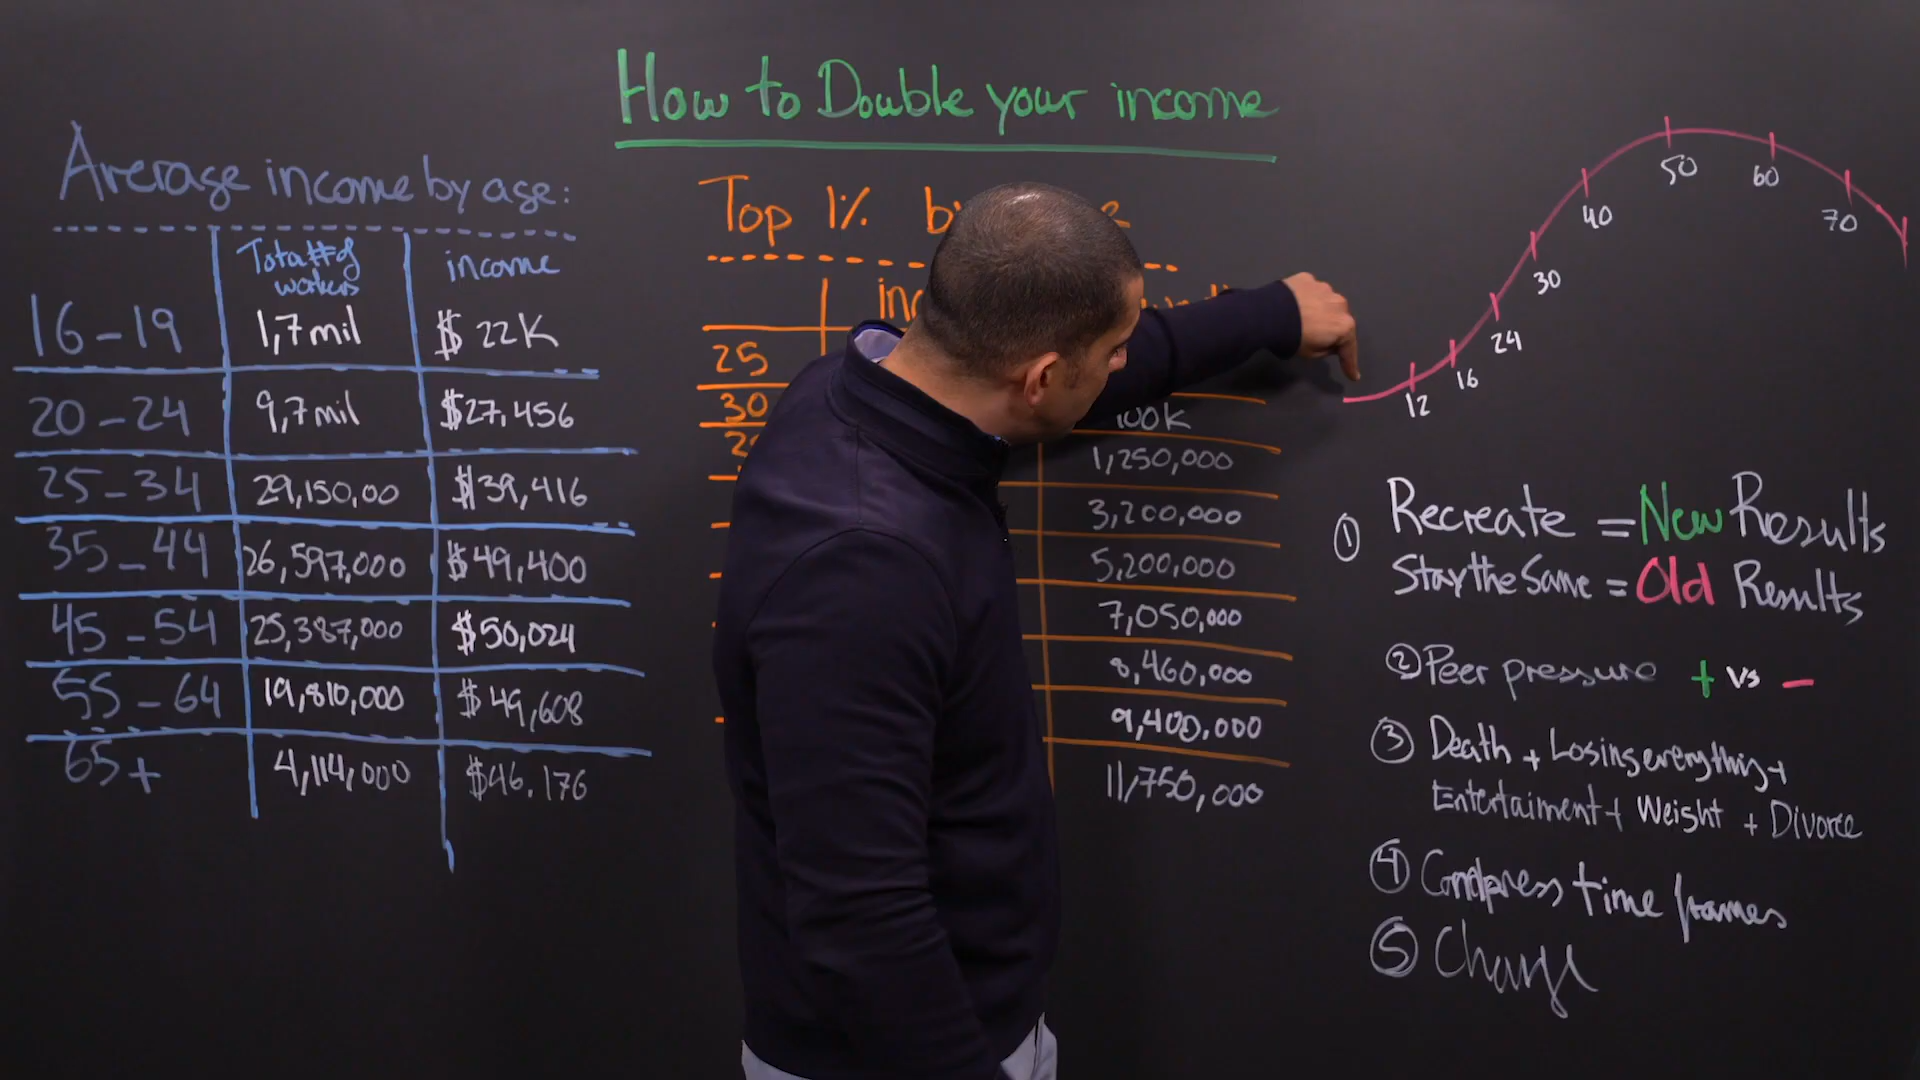 How to Double your income
Average income by age:
Total # of workers
income
16-19 1,7mil $22K
20-24 9,7mil $27,456
25-34 29,150,00 $39,416
35-44 26,597,000 $49,400
45-54 25,387,000 $50,024
55-64 19,810,000 $49,608
65+ 4,114,000 $46.176
Top 1%
25
30
100K
1,250,000
3,200,000
5,200,000
7,050,000
8,460,000
9,400,000
11,750,000
12
16
24
30
40
50
60
70
① Recreate = New Results
Stay the Same = Old Results
② Peer pressure + vs -
③ Death + Losing everything +
Entertaiment + Weight + Divorce
④ Compress time frames
⑤ Charge